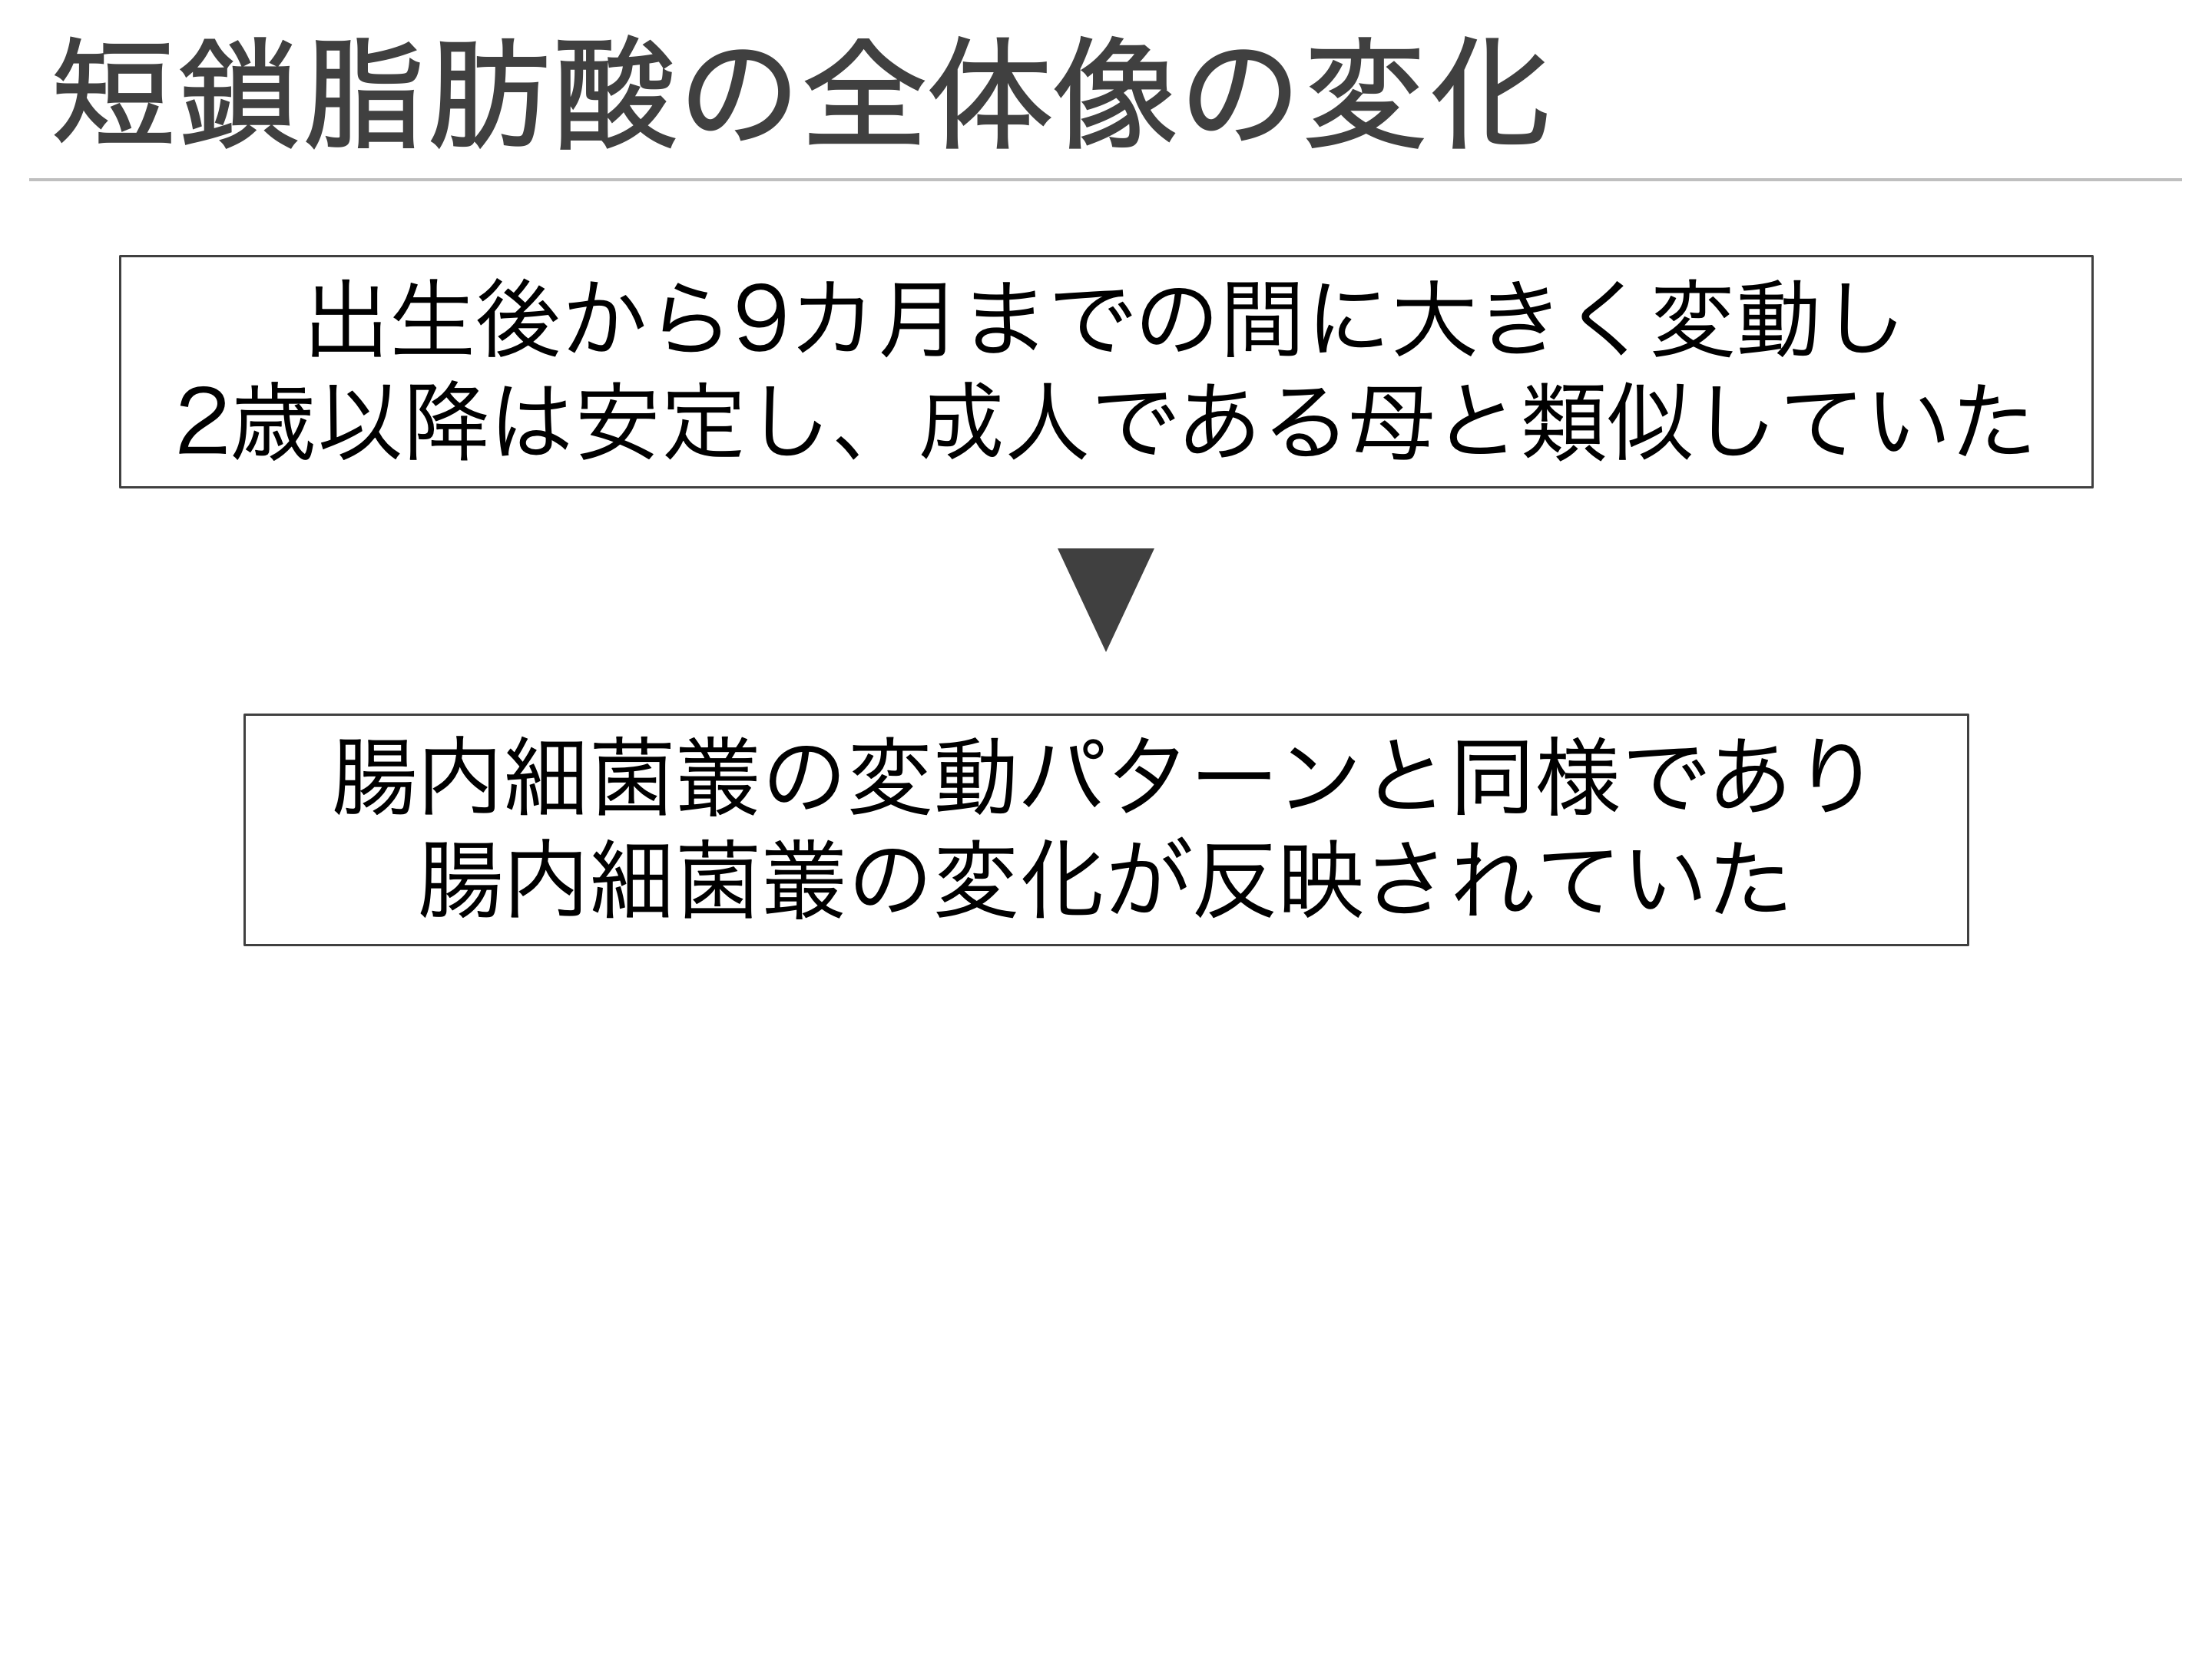 短鎖脂肪酸の全体像の変化
出生後から9カ月までの間に大きく変動し
2歳以降は安定し、成人である母と類似していた
腸内細菌叢の変動パターンと同様であり
腸内細菌叢の変化が反映されていた